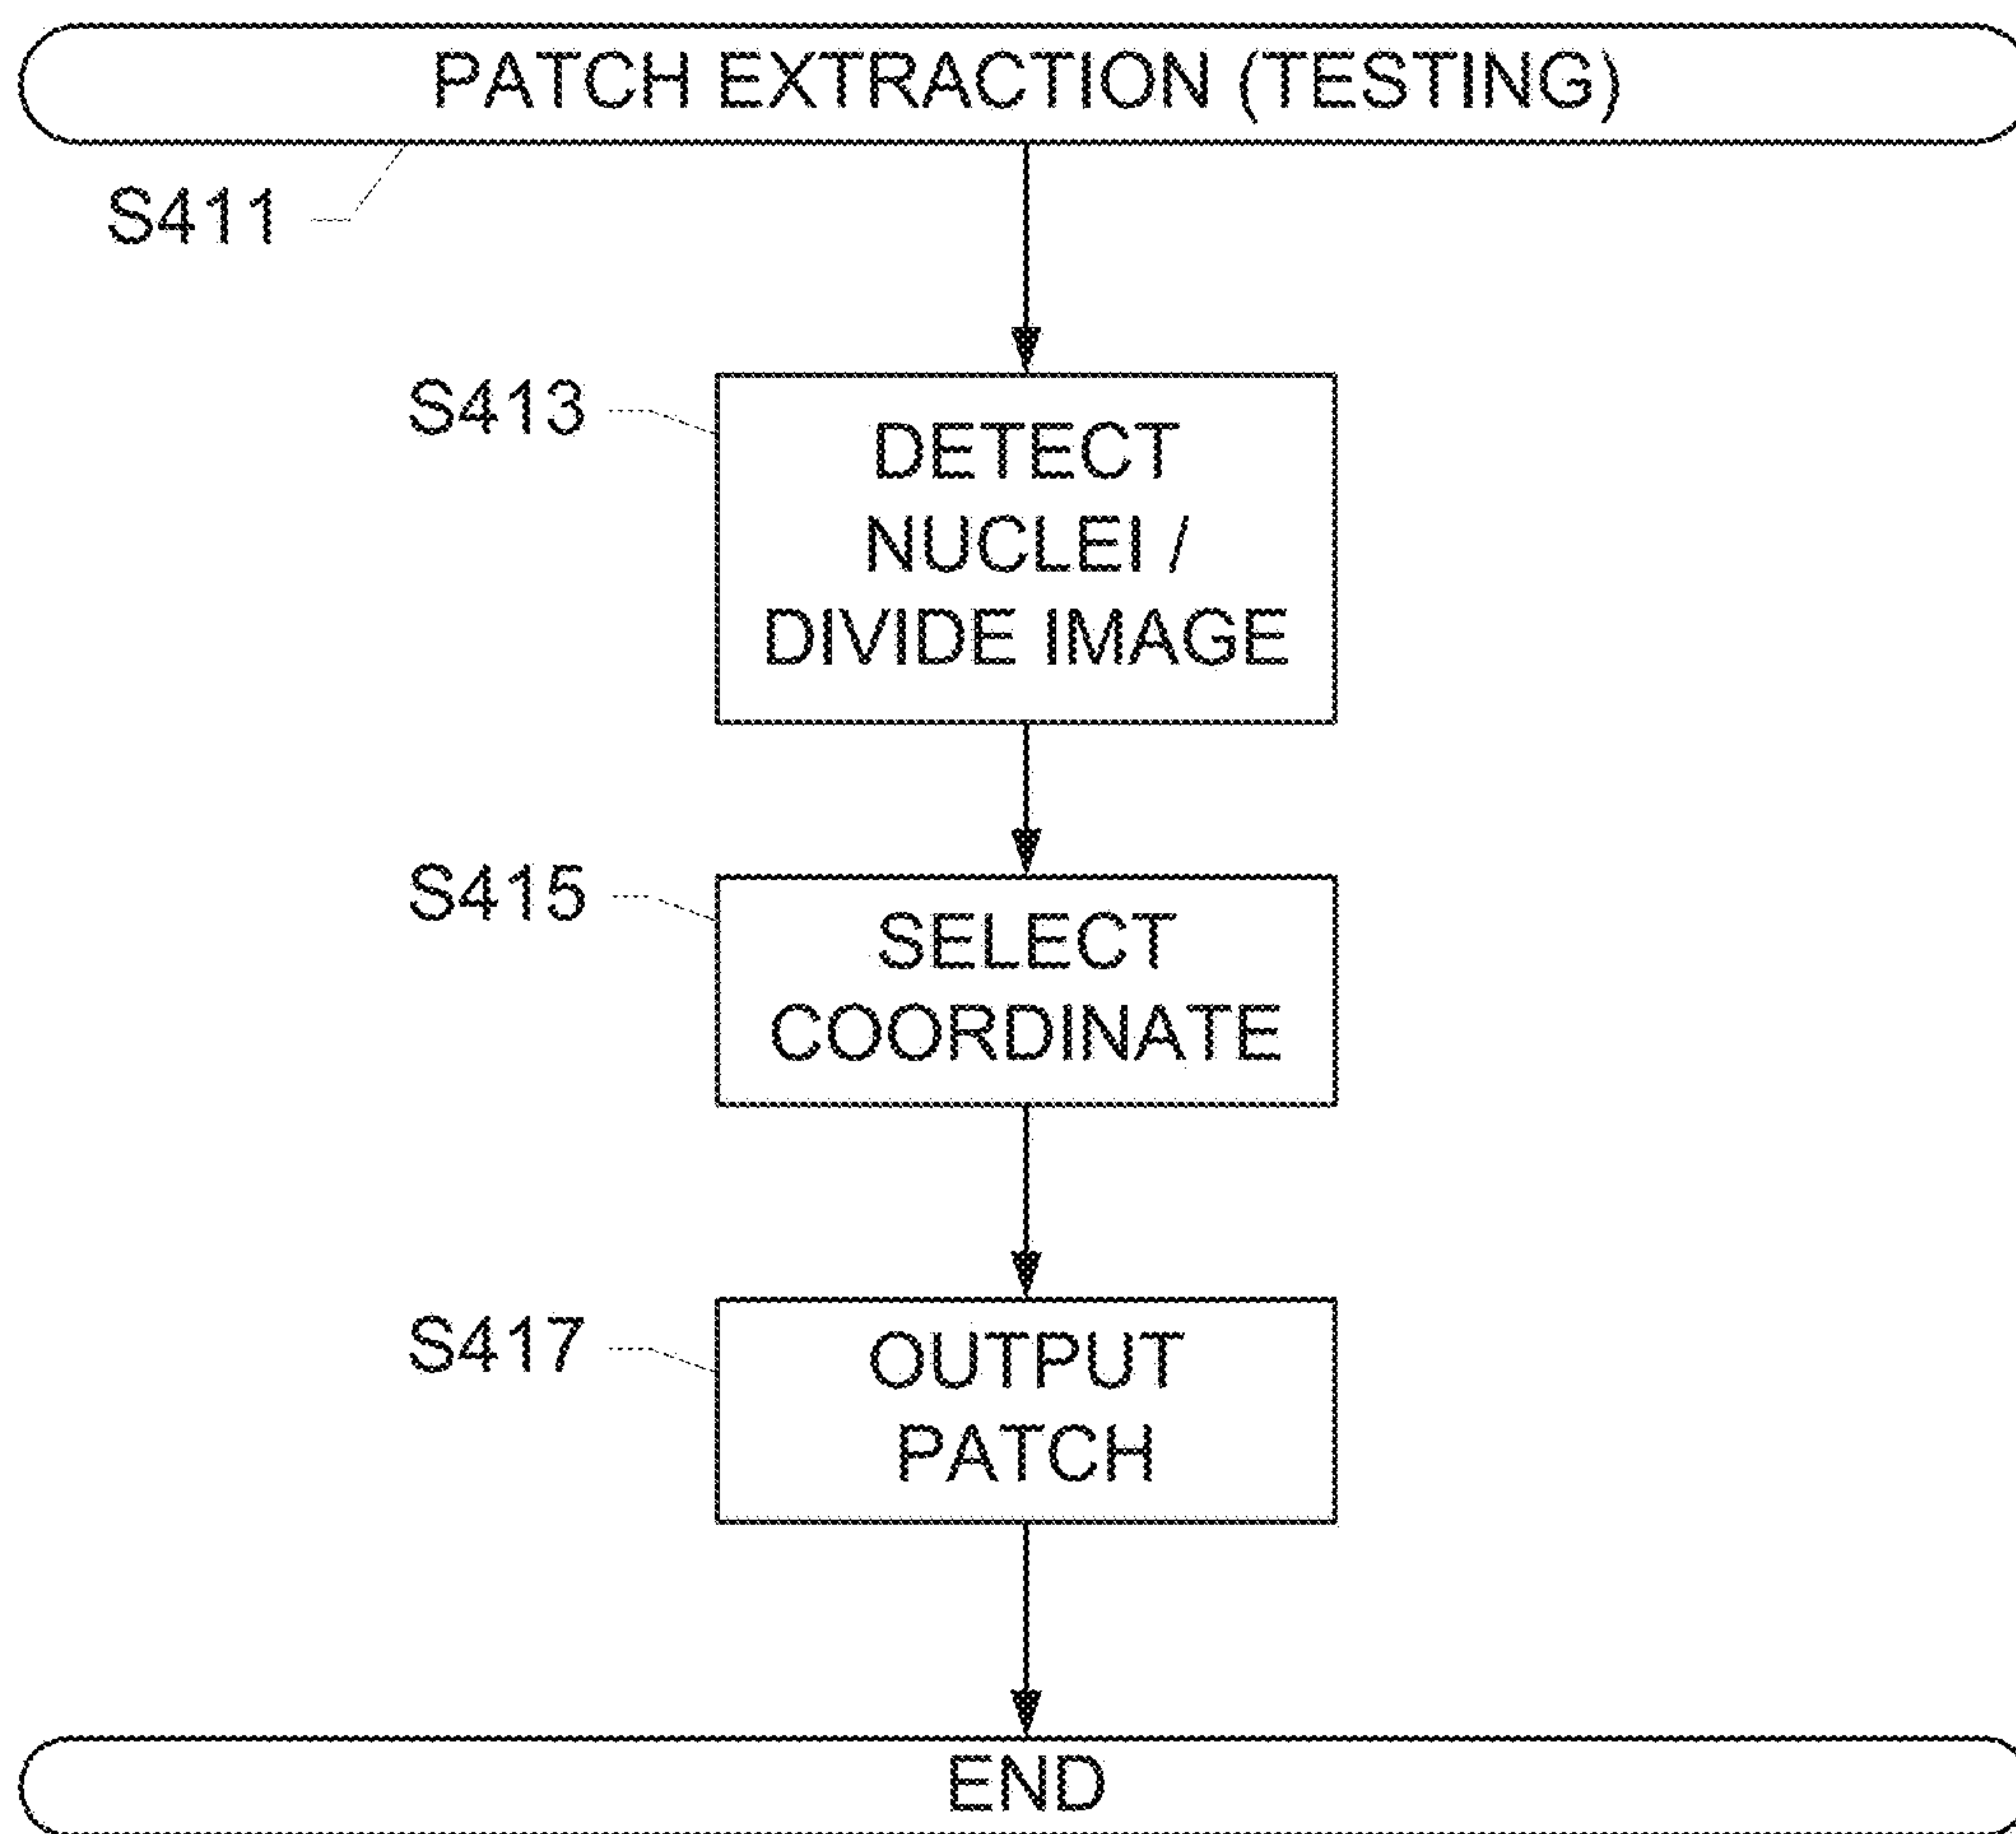 PATCH EXTRACTION (TESTING)
S411
S413
DETECT
NUCLEI /
DIVIDE IMAGE
S415
SELECT
COORDINATE
S417
OUTPUT
PATCH
END